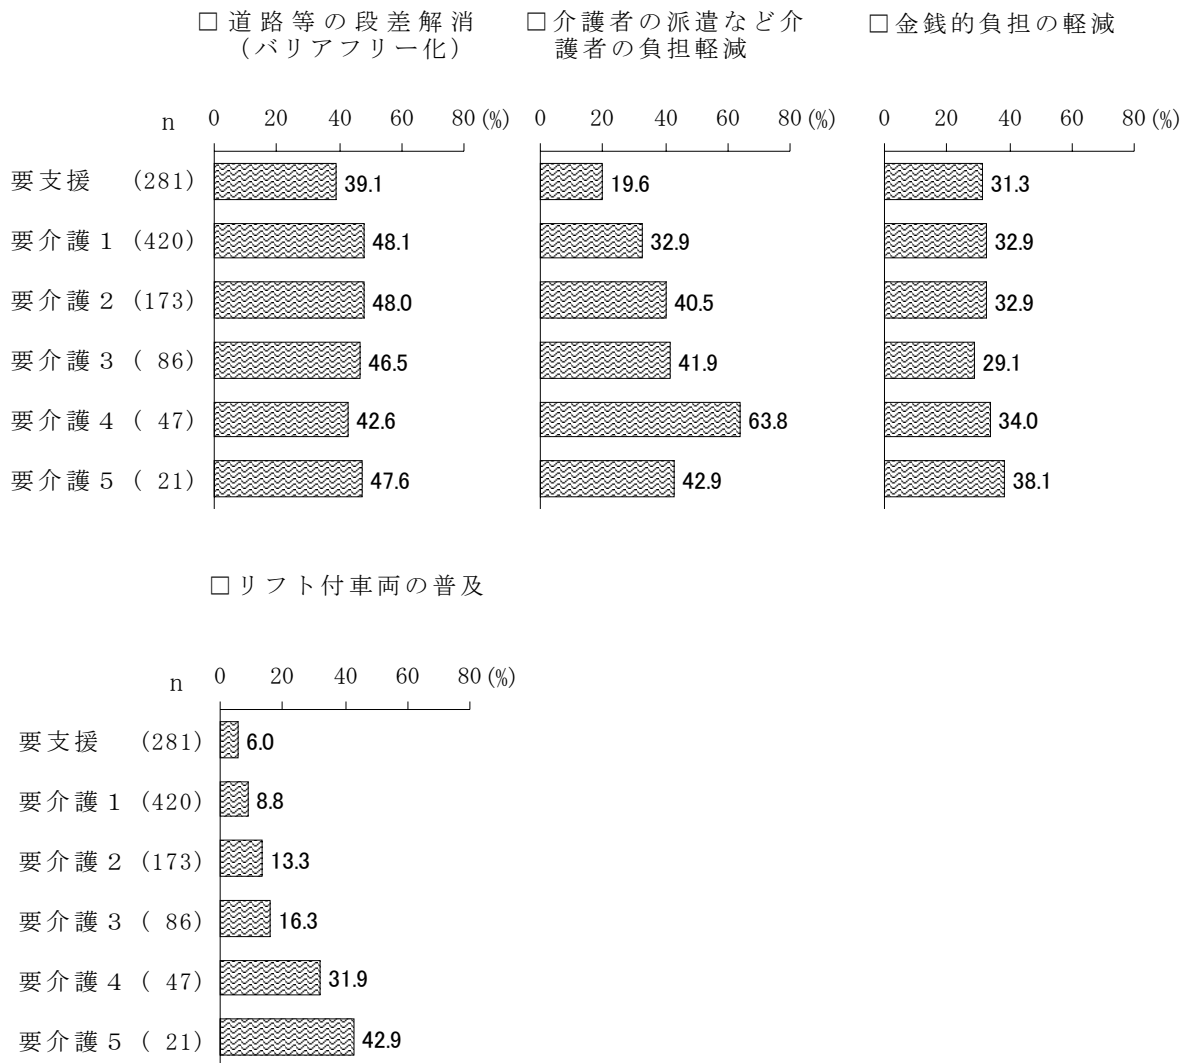 □道路等の段差解消
（バリアフリー化）
□介護者の派遣など介
護者の負担軽減
□金銭的負担の軽減
n 0 20 40 60 80(%) 0 20 40 60 80(%) 0 20 40 60 80(%)
要支援 (281) 39.1 19.6 31.3
要介護１(420) 48.1 32.9 32.9
要介護２(173) 48.0 40.5 32.9
要介護３( 86) 46.5 41.9 29.1
要介護４( 47) 42.6 63.8 34.0
要介護５( 21) 47.6 42.9 38.1
□リフト付車両の普及
n 0 20 40 60 80(%)
要支援 (281) 6.0
要介護１(420) 8.8
要介護２(173) 13.3
要介護３( 86) 16.3
要介護４( 47) 31.9
要介護５( 21) 42.9